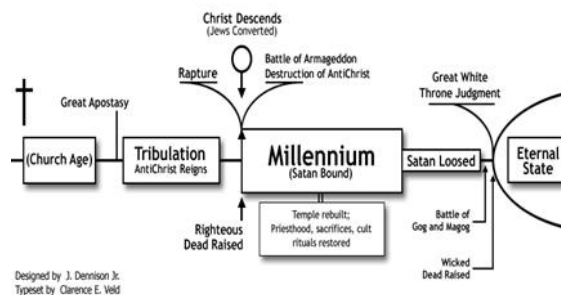 Christ Descends
(Jews Converted)
Rapture
Battle of Armageddon
Destruction of AntiChrist
Great White
Throne Judgment
Great Apostasy
(Church Age)
Tribulation
AntiChrist Reigns
Millennium
(Satan Bound)
Satan Loosed
Eternal
State
Righteous
Dead Raised
Temple rebuilt;
Priesthood, sacrifices, cult
rituals restored
Battle of
Gog and Magog
Wicked
Dead Raised
Designed by J. Dennison Jr.
Typeset by Clarence E. Veld